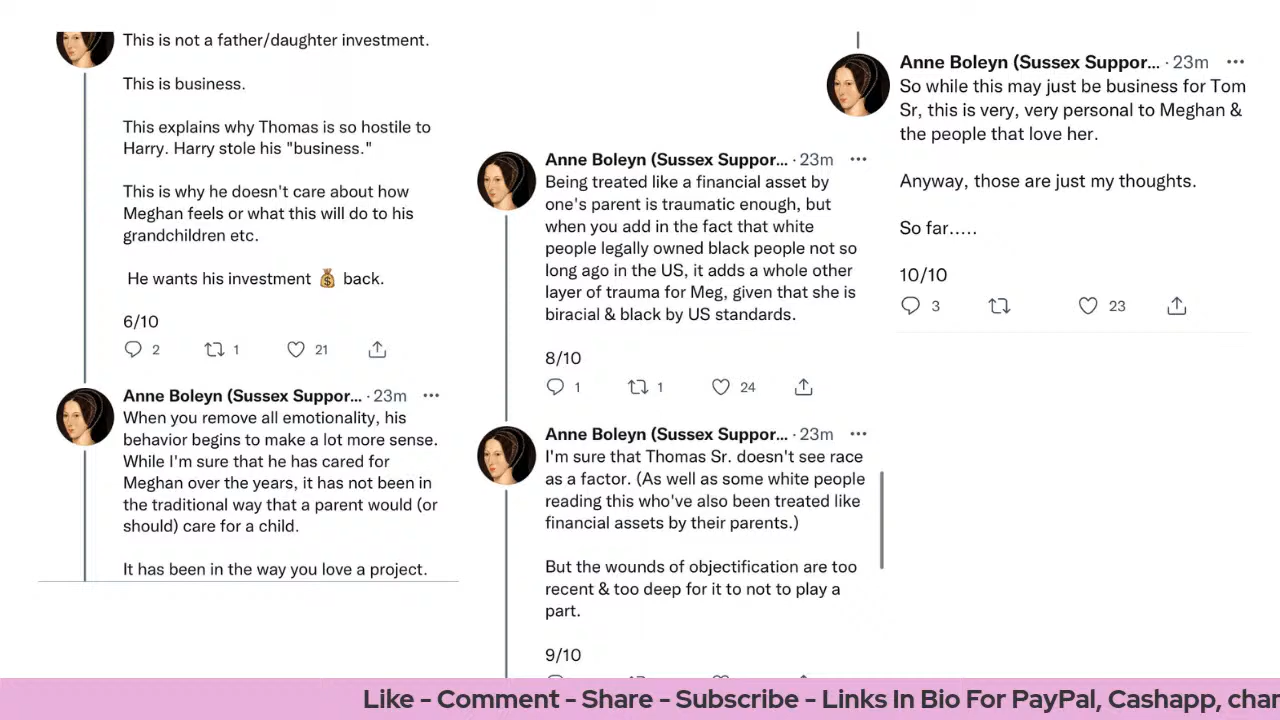 This is not a father/daughter investment.
This is business.
This explains why Thomas is so hostile to
Harry. Harry stole his "business."
This is why he doesn't care about how
Meghan feels or what this will do to his
grandchildren etc.
He wants his investment 💰 back.
6/10
2 1 21
Anne Boleyn (Sussex Suppor... · 23m ···
When you remove all emotionality, his
behavior begins to make a lot more sense.
While I'm sure that he has cared for
Meghan over the years, it has not been in
the traditional way that a parent would (or
should) care for a child.
It has been in the way you love a project.
Anne Boleyn (Sussex Suppor... · 23m ···
Being treated like a financial asset by
one's parent is traumatic enough, but
when you add in the fact that white
people legally owned black people not so
long ago in the US, it adds a whole other
layer of trauma for Meg, given that she is
biracial & black by US standards.
8/10
1 1 24
Anne Boleyn (Sussex Suppor... · 23m ···
I'm sure that Thomas Sr. doesn't see race
as a factor. (As well as some white people
reading this who've also been treated like
financial assets by their parents.)
But the wounds of objectification are too
recent & too deep for it to not to play a
part.
9/10
Anne Boleyn (Sussex Suppor... · 23m ···
So while this may just be business for Tom
Sr, this is very, very personal to Meghan &
the people that love her.
Anyway, those are just my thoughts.
So far.....
10/10
3 23
Like - Comment - Share - Subscribe - Links In Bio For PayPal, Cashapp,